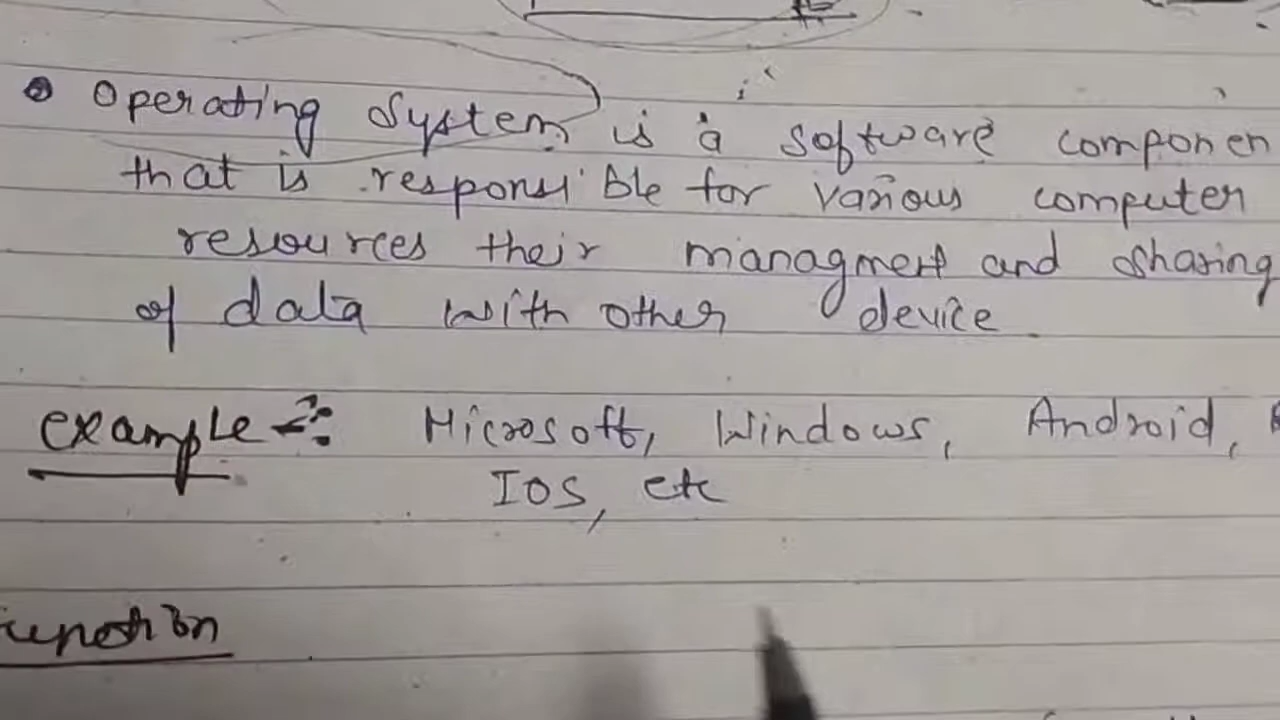 Operating System is a software componen
that is responsible for various computer
resources their managment and sharing
of data with other device
example :
Microsoft, Windows, Android,
IOS, etc
unction